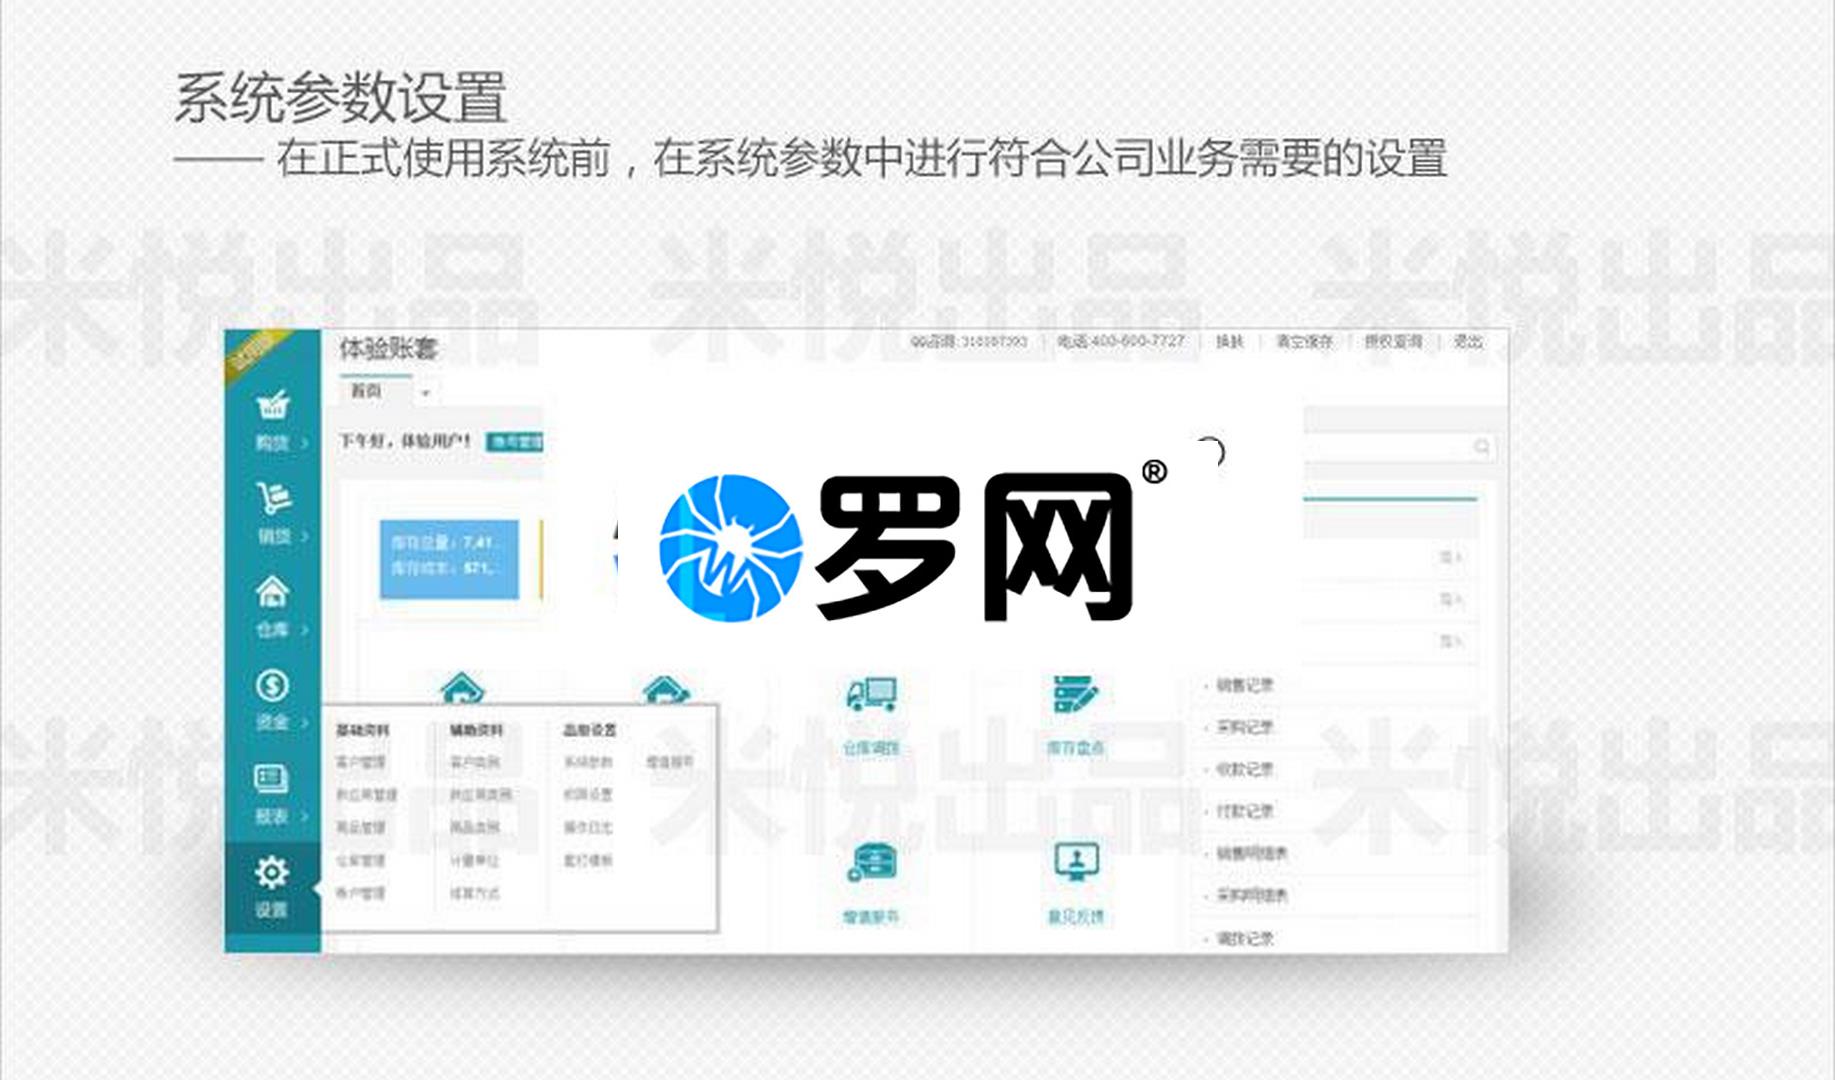 系统参数设置
—— 在正式使用系统前，在系统参数中进行符合公司业务需要的设置
米悦出品 米悦出品 米悦出品
体验账套
电话:400-600-7727 | 换肤 | 清空缓存 | 授权查询 | 退出
首页
下午好，体验用户！
罗网®
购货
销货
仓库
资金
报表
设置
库存总量：7,41..
库存成本：571,..
基础资料 辅助资料 高级设置
客户管理 客户类别 系统参数 增值服务
供应商管理 供应商类别 权限设置
商品管理 商品类别 操作日志
仓库管理 计量单位 套打模板
账户管理 结算方式
仓库调拨 库存盘点
增值服务 意见反馈
销售记录
采购记录
收款记录
付款记录
销售明细表
采购明细表
调拨记录
米悦出品 米悦出品 米悦出品